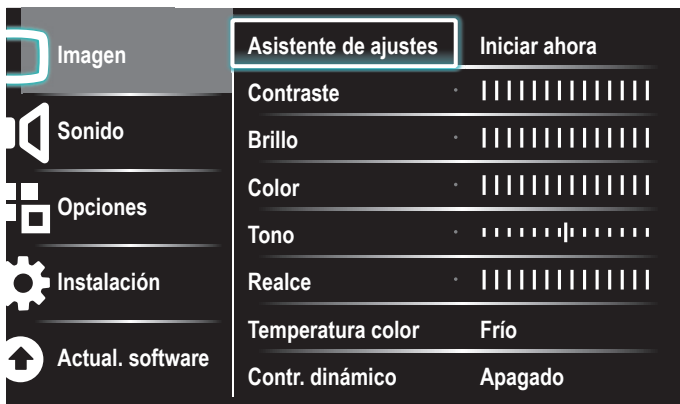 Imagen
Sonido
Opciones
Instalación
Actual. software
Asistente de ajustes Iniciar ahora
Contraste
Brillo
Color
Tono
Realce
Temperatura color Frío
Contr. dinámico Apagado